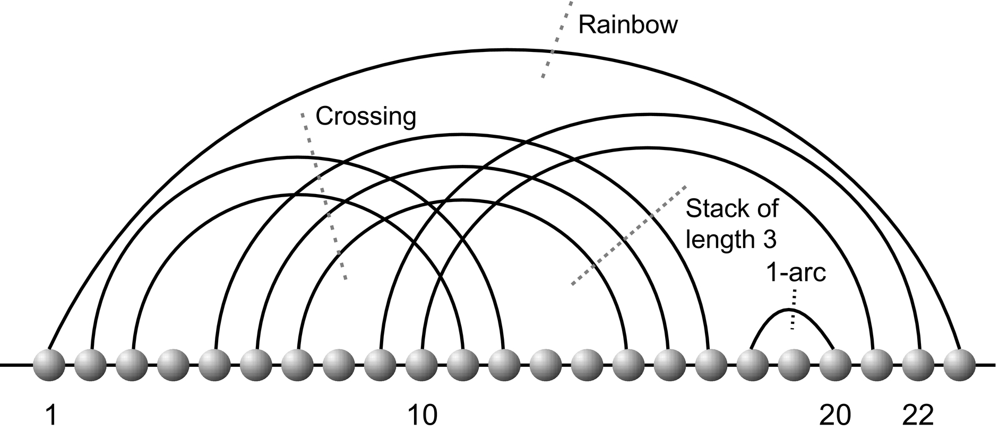 Rainbow
Crossing
Stack of
length 3
1-arc
1
10
20
22